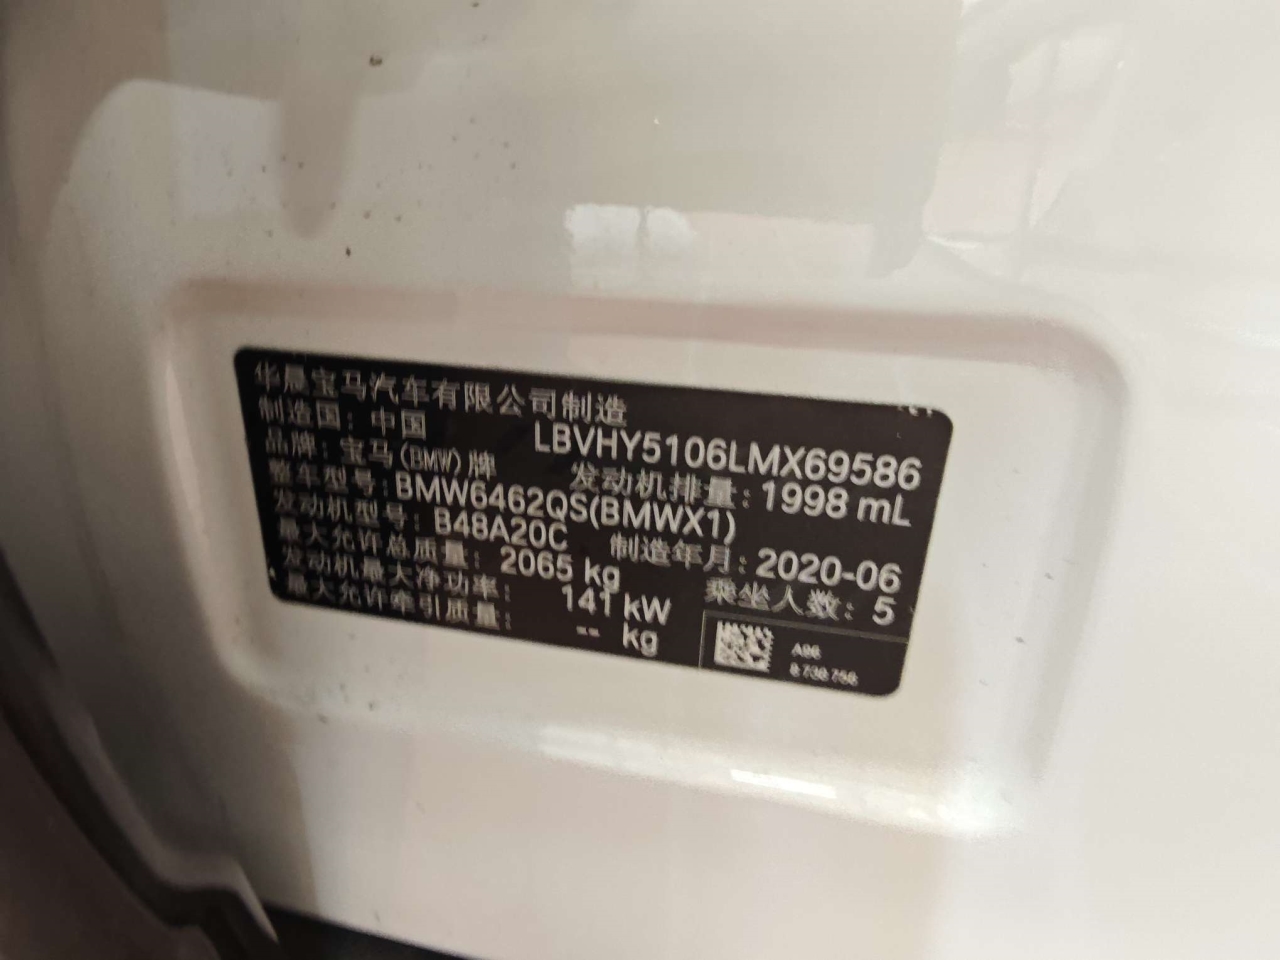 华晨宝马汽车有限公司制造
制造国：中国 LBVHY5106LMX69586
品牌：宝马(BMW)牌 发动机排量：1998 mL
整车型号：BMW6462QS(BMWX1)
发动机型号：B48A20C 制造年月：2020-06
最大允许总质量：2065 kg 乘坐人数：5
发动机最大净功率：141 kW
最大允许牵引质量：-- kg
A96
8 738 756